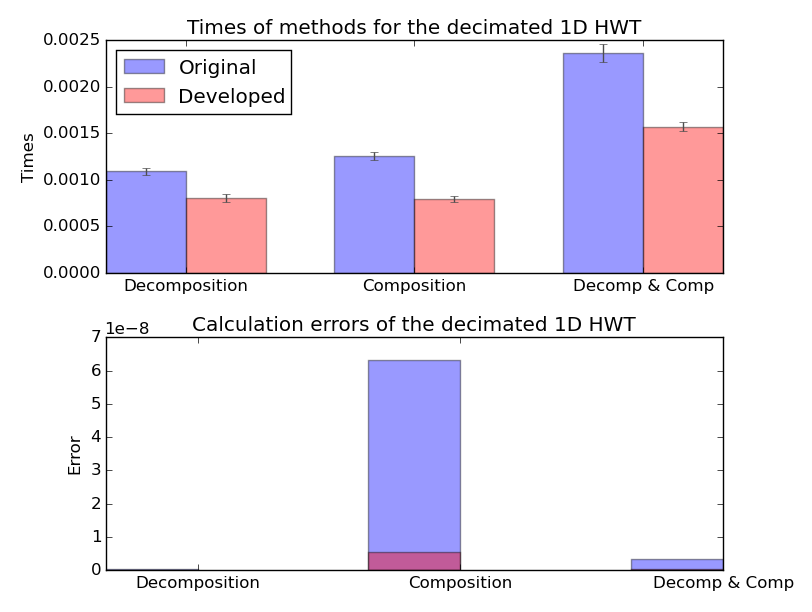 Times of methods for the decimated 1D HWT
0.0025
0.0020
0.0015
0.0010
0.0005
0.0000
Times
Original
Developed
Decomposition Composition Decomp & Comp
Calculation errors of the decimated 1D HWT
1e−8
7
6
5
4
3
2
1
0
Error
Decomposition Composition Decomp & Comp